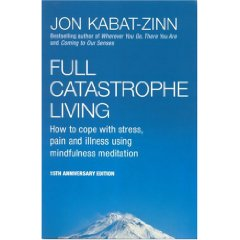 JON KABAT-ZINN
Bestselling author of Wherever You Go, There You Are
and Coming to Our Senses
FULL
CATASTROPHE
LIVING
How to cope with stress,
pain and illness using
mindfulness meditation
15TH ANNIVERSARY EDITION